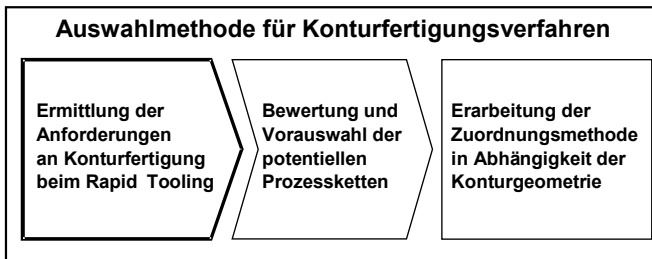 Auswahlmethode für Konturfertigungsverfahren
Ermittlung der
Anforderungen
an Konturfertigung
beim Rapid Tooling
Bewertung und
Vorauswahl der
potentiellen
Prozessketten
Erarbeitung der
Zuordnungsmethode
in Abhängigkeit der
Konturgeometrie